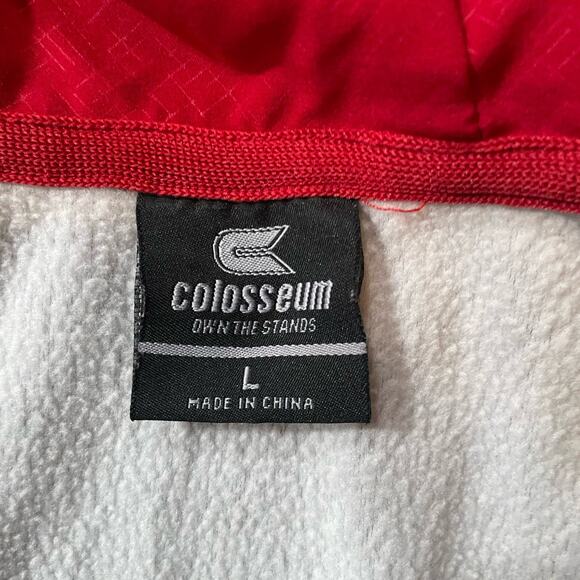 colosseum
OWN THE STANDS
L
MADE IN CHINA